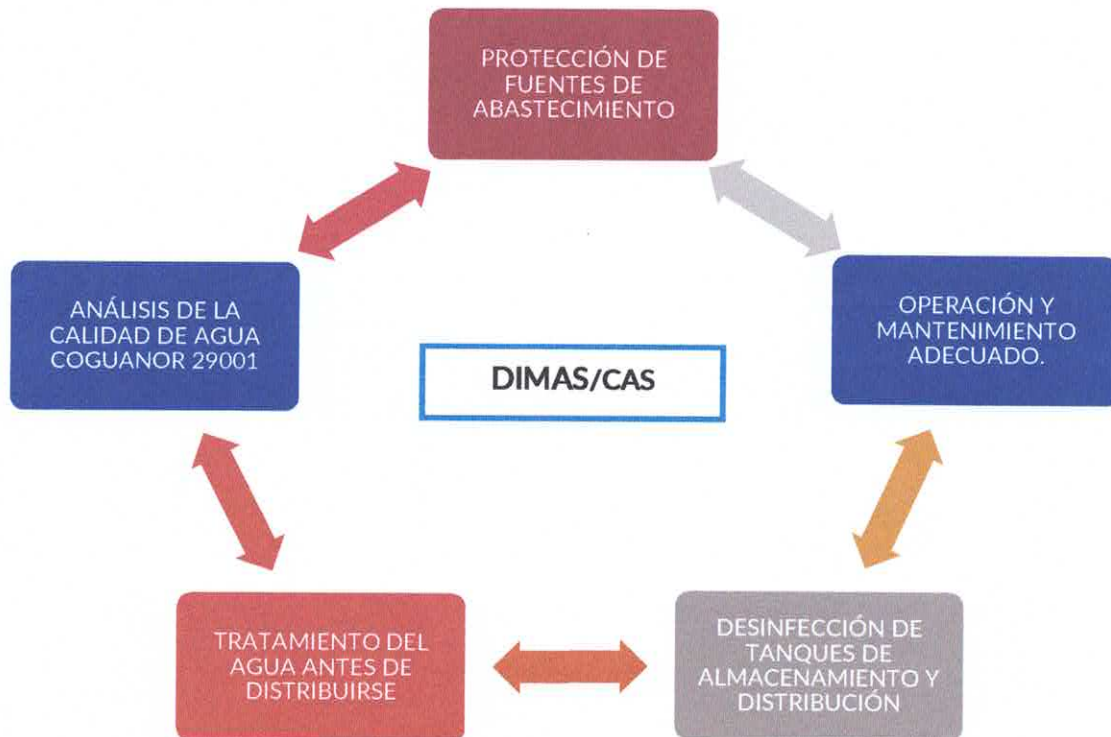 PROTECCIÓN DE
FUENTES DE
ABASTECIMIENTO
ANÁLISIS DE LA
CALIDAD DE AGUA
COGUANOR 29001
OPERACIÓN Y
MANTENIMIENTO
ADECUADO.
DIMAS/CAS
TRATAMIENTO DEL
AGUA ANTES DE
DISTRIBUIRSE
DESINFECCIÓN DE
TANQUES DE
ALMACENAMIENTO Y
DISTRIBUCIÓN